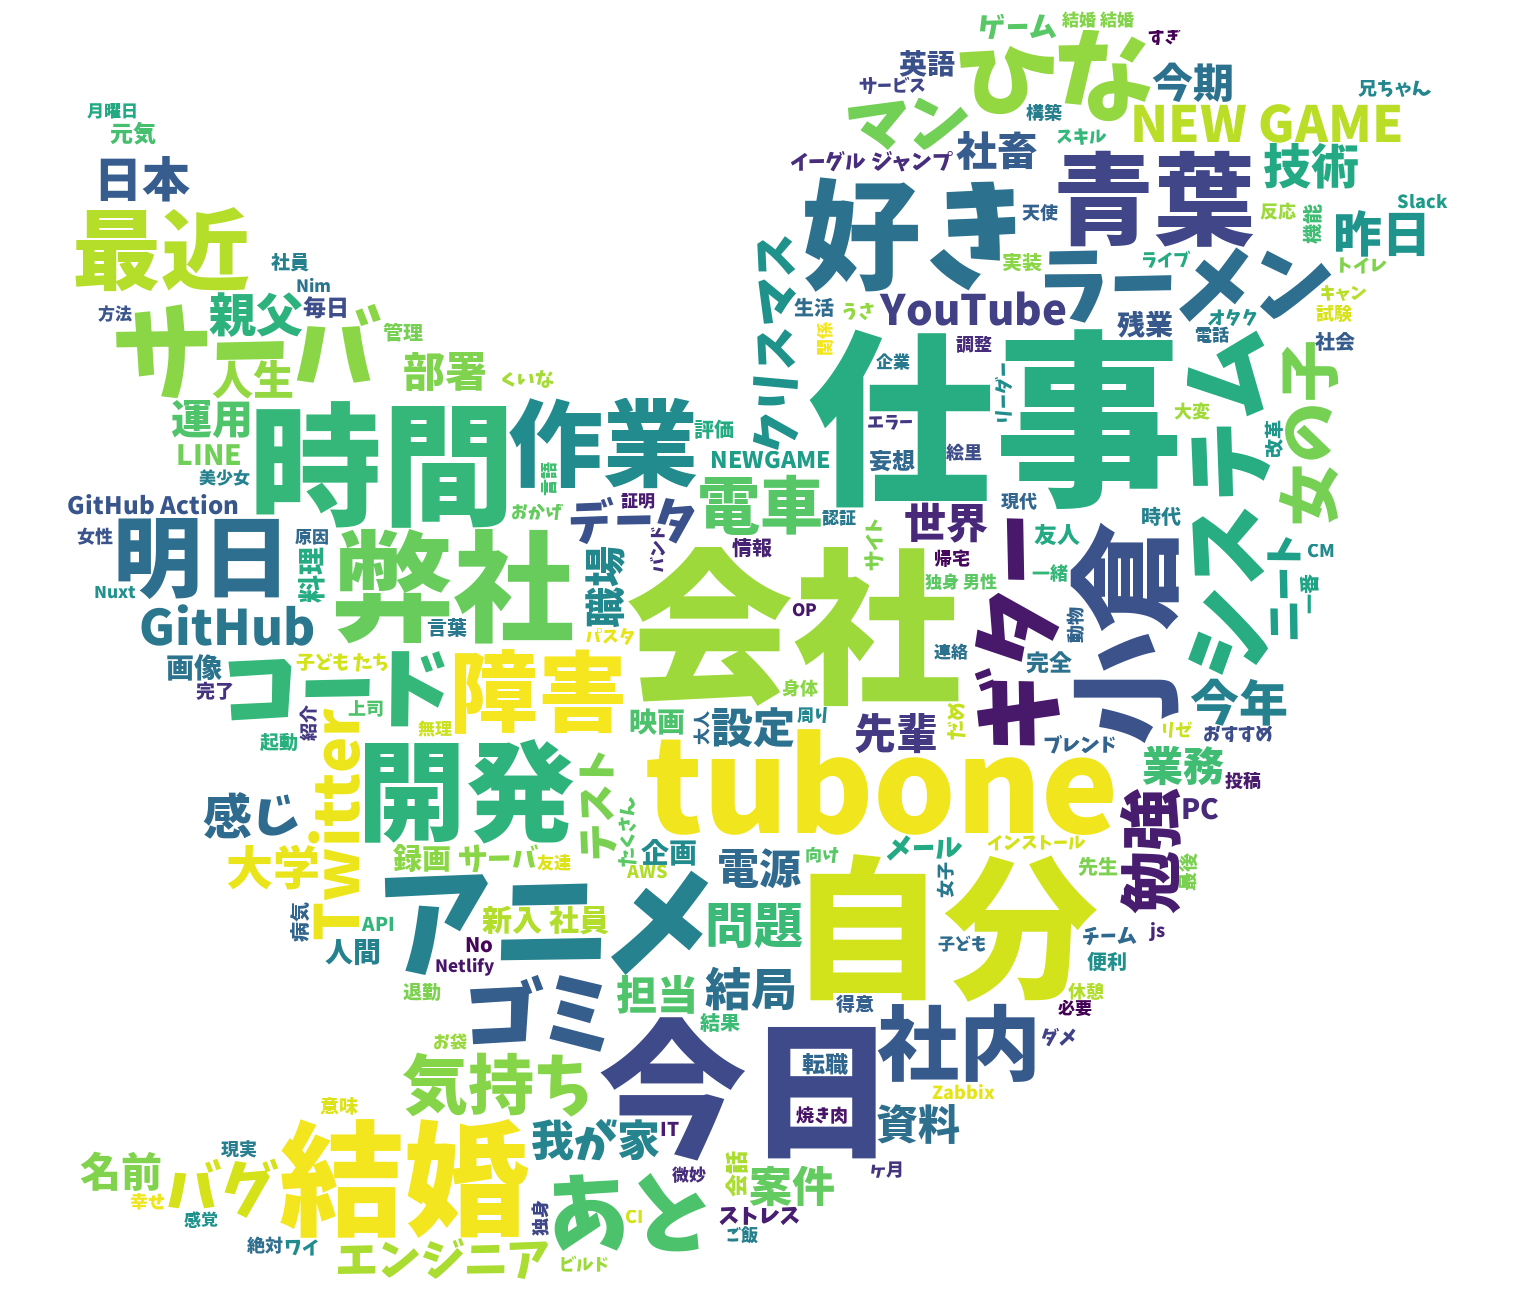 ゲーム
結婚 結婚
すぎ
ひな
英語
サービス
今期
兄ちゃん
月曜日
元気
マン
構築
スキル
NEW GAME
日本
イーグル ジャンプ
社畜
青葉
技術
Slack
最近
好き
天使
反応
機能
昨日
社員
Nim
クリスマス
実装
ラーメン
ライブ
トイレ
方法
親父
毎日
サーバ
管理
生活
うさ
YouTube
残業
オタク
電話
キャン
試験
社会
人生
部署
くいな
関係
調整
企業
仕事
リーダー
システム
女の子
運用
時間
作業
評価
エラー
大変
改革
LINE
美少女
言語
NEWGAME
妄想
絵里
GitHub Action
おかげ
証明
データ
電車
認証
世界
現代
時代
女性
明日
原因
弊社
バンド
情報
サイト
帰宅
ギター
友人
小倉
ニート
CM
料理
職場
会社
独身 男性
一緒
一番
Nuxt
GitHub
言葉
OP
動物
パスタ
連絡
完全
画像
コード
子ども たち
障害
身体
今年
完了
紹介
上司
無理
映画
大人
設定
周り
先輩
だめ
ブレンド
リゼ
おすすめ
起動
Twitter
開発
テスト
tubone
業務
投稿
感じ
たくさん
勉強
PC
大学
録画 サーバ
友達
企画
AWS
電源
向け
メール
インストール
先生
最後
アニメ
自分
女子
病気
API
新入 社員
問題
人間
No
Netlify
子ども
チーム
js
便利
退勤
ゴミ
担当
結局
得意
休憩
必要
お袋
結果
今日
社内
ダメ
気持ち
転職
Zabbix
意味
結婚
我が家
IT
焼き肉
資料
名前
現実
バグ
微妙
会話
案件
ヶ月
幸せ
感覚
独身
あと
CI
ストレス
ご飯
絶対
ワイ
エンジニア
ビルド